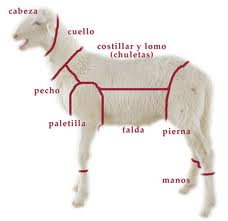 cabeza
cuello
costillar y lomo
(chuletas)
pecho
paletilla
falda
pierna
manos